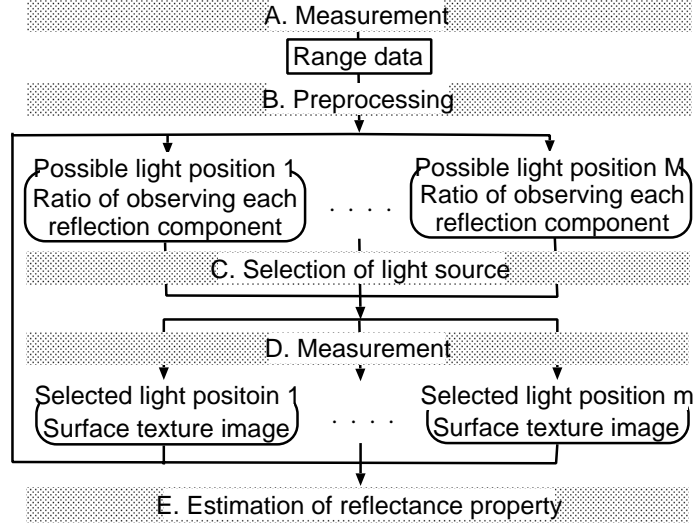 A. Measurement
Range data
B. Preprocessing
Possible light position 1
Ratio of observing each
reflection component
. . . .
Possible light position M
Ratio of observing each
reflection component
C. Selection of light source
D. Measurement
Selected light positoin 1
Surface texture image
. . . .
Selected light position m
Surface texture image
E. Estimation of reflectance property